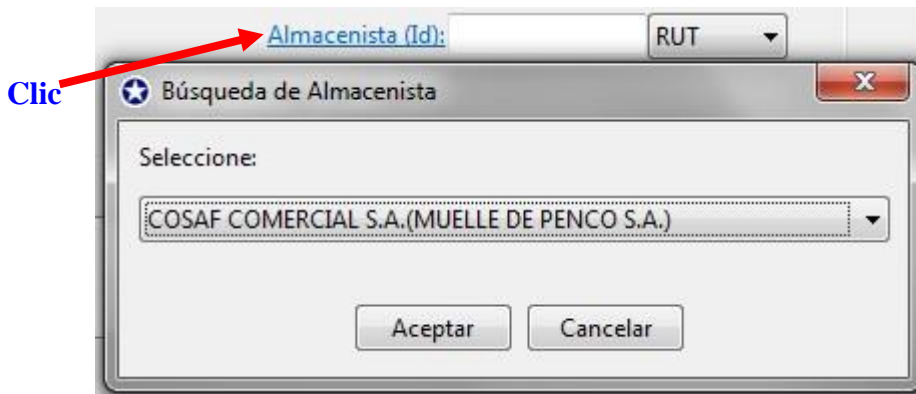 Almacenista (Id): RUT
Clic
Búsqueda de Almacenista
Seleccione:
COSAF COMERCIAL S.A.(MUELLE DE PENCO S.A.)
Aceptar Cancelar